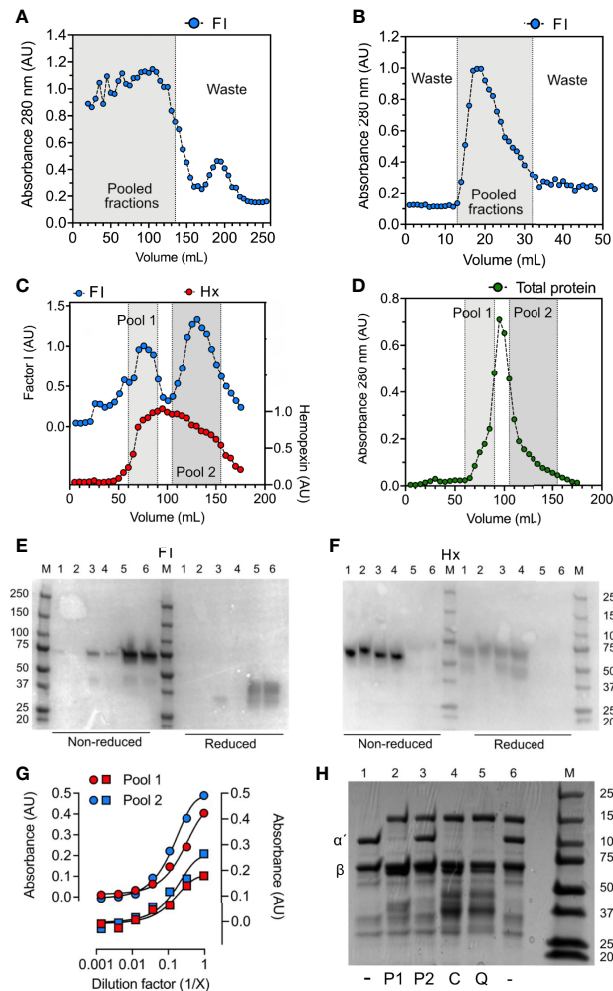 A
FI
Absorbance 280 nm (AU)
1.4
1.2
1.0
0.8
0.6
0.4
0.2
0.0
Waste
Pooled
fractions
0 50 100 150 200 250
Volume (mL)
B
FI
Absorbance 280 nm (AU)
1.2
1.0
0.8
0.6
0.4
0.2
0.0
Waste
Waste
Pooled
fractions
0 10 20 30 40 50
Volume (mL)
C
FI
Hx
Factor I (AU)
1.5
1.0
0.5
0.0
Pool 1
Pool 2
1.0
0.5
0.0
Hemopexin (AU)
0 50 100 150 200
Volume (mL)
D
Total protein
Absorbance 280 nm (AU)
0.8
0.6
0.4
0.2
0.0
Pool 1
Pool 2
0 50 100 150 200
Volume (mL)
E
FI
M 1 2 3 4 5 6 M 1 2 3 4 5 6
250
150
100
75
50
37
25
20
Non-reduced
Reduced
F
Hx
1 2 3 4 5 6 M 1 2 3 4 5 6 M
25
15
10
75
50
37
25
20
Non-reduced
Reduced
G
Pool 1
Pool 2
Absorbance (AU)
0.5
0.4
0.3
0.2
0.1
0.0
0.5
0.4
0.3
0.2
0.1
0.0
Absorbance (AU)
0.001 0.01 0.1 1
Dilution factor (1/X)
H
1 2 3 4 5 6 M
α´
β
25
15
10
75
50
37
25
20
- P1 P2 C Q -